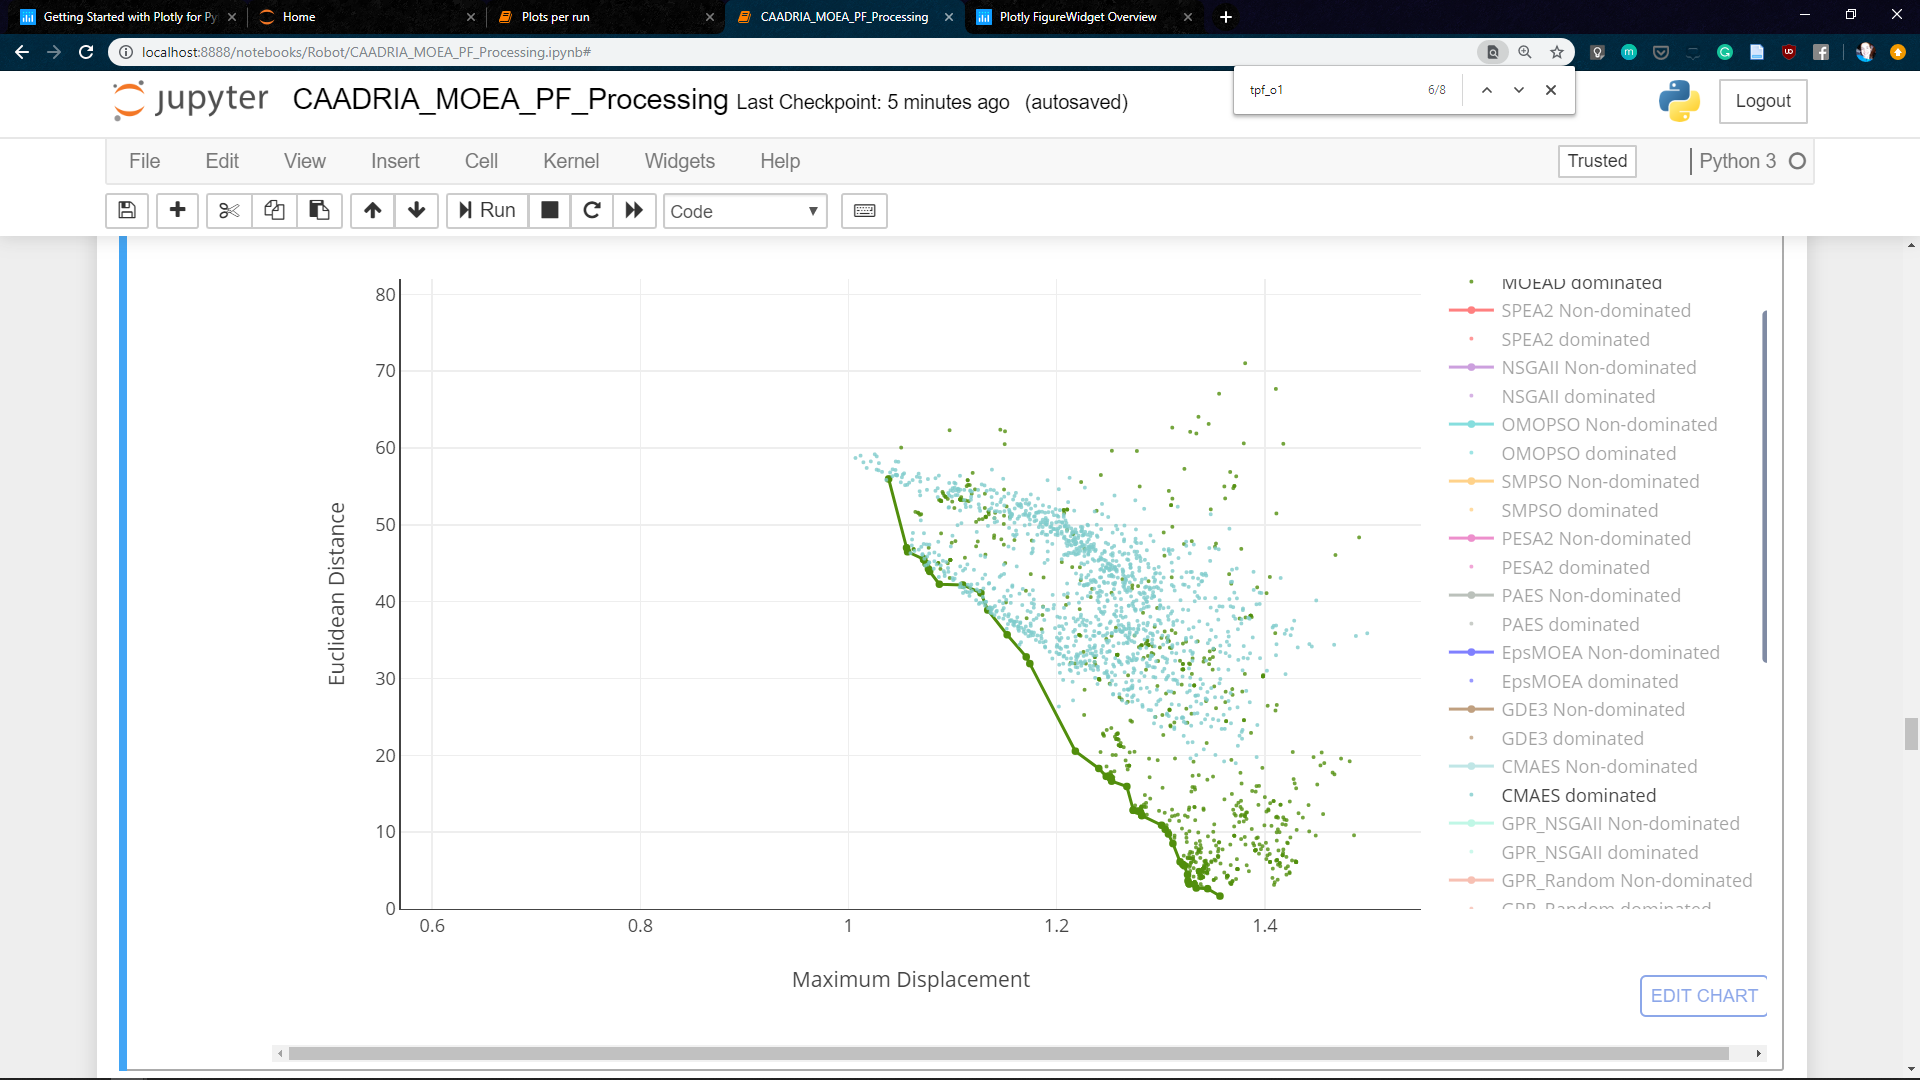 Getting Started with Plotly for Py
Home
Plots per run
CAADRIA_MOEA_PF_Processing
Plotly FigureWidget Overview
localhost:8888/notebooks/Robot/CAADRIA_MOEA_PF_Processing.ipynb#
tpf_o1 6/8
jupyter CAADRIA_MOEA_PF_Processing Last Checkpoint: 5 minutes ago (autosaved)
Logout
File Edit View Insert Cell Kernel Widgets Help
Trusted
Python 3
Run
Code
80
70
60
50
40
30
20
10
0
0.6 0.8 1 1.2 1.4
Euclidean Distance
Maximum Displacement
MOEAD dominated
SPEA2 Non-dominated
SPEA2 dominated
NSGAII Non-dominated
NSGAII dominated
OMOPSO Non-dominated
OMOPSO dominated
SMPSO Non-dominated
SMPSO dominated
PESA2 Non-dominated
PESA2 dominated
PAES Non-dominated
PAES dominated
EpsMOEA Non-dominated
EpsMOEA dominated
GDE3 Non-dominated
GDE3 dominated
CMAES Non-dominated
CMAES dominated
GPR_NSGAII Non-dominated
GPR_NSGAII dominated
GPR_Random Non-dominated
GPR_Random dominated
EDIT CHART